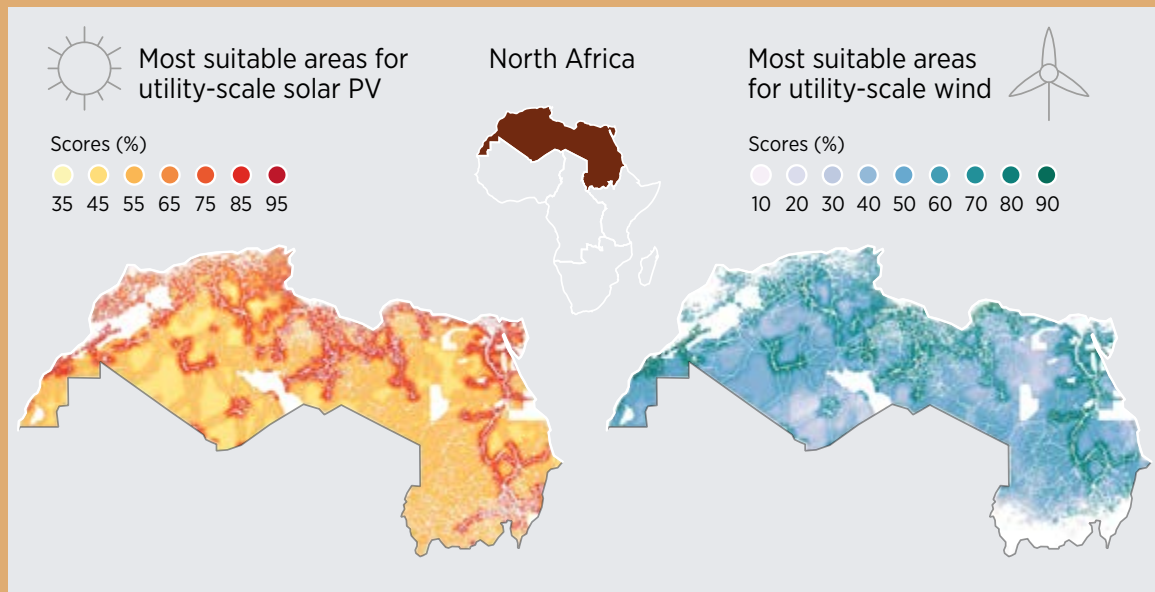 Most suitable areas for
utility-scale solar PV
Scores (%)
35 45 55 65 75 85 95
North Africa
Most suitable areas
for utility-scale wind
Scores (%)
10 20 30 40 50 60 70 80 90